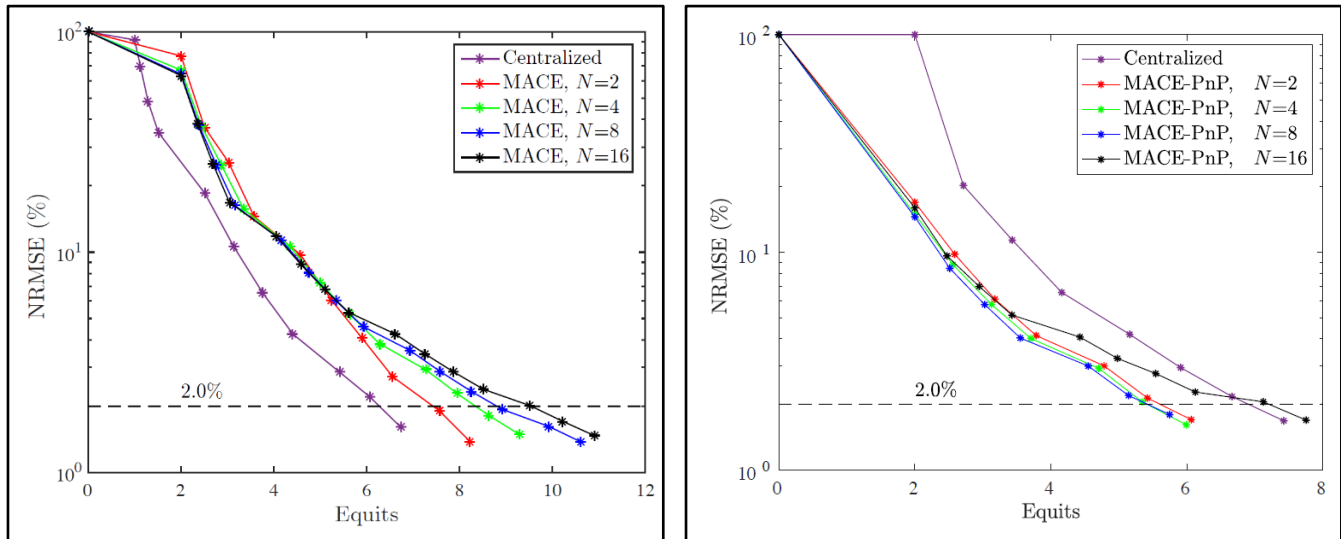 10^2
10^1
10^0
NRMSE (%)
0
2
4
6
8
10
12
Equits
2.0%
Centralized
MACE, N=2
MACE, N=4
MACE, N=8
MACE, N=16
10^2
10^1
10^0
NRMSE (%)
0
2
4
6
8
Equits
2.0%
Centralized
MACE-PnP, N=2
MACE-PnP, N=4
MACE-PnP, N=8
MACE-PnP, N=16